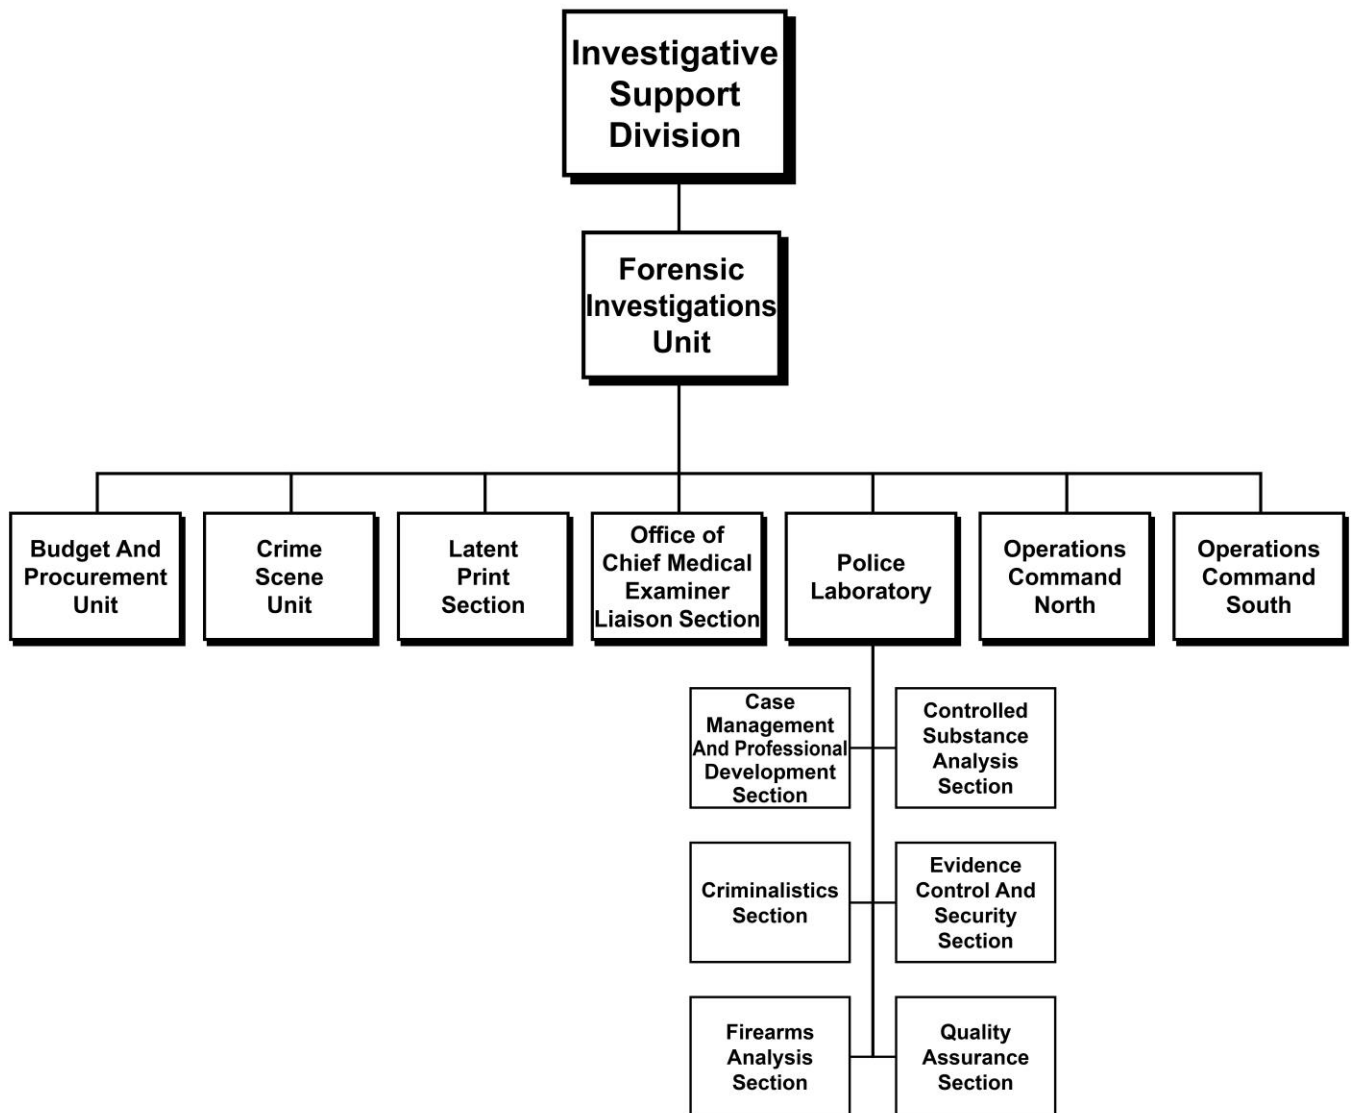 Investigative
Support
Division
Forensic
Investigations
Unit
Budget And
Procurement
Unit
Crime
Scene
Unit
Latent
Print
Section
Office of
Chief Medical
Examiner
Liaison Section
Police
Laboratory
Operations
Command
North
Operations
Command
South
Case
Management
And Professional
Development
Section
Controlled
Substance
Analysis
Section
Criminalistics
Section
Evidence
Control And
Security
Section
Firearms
Analysis
Section
Quality
Assurance
Section